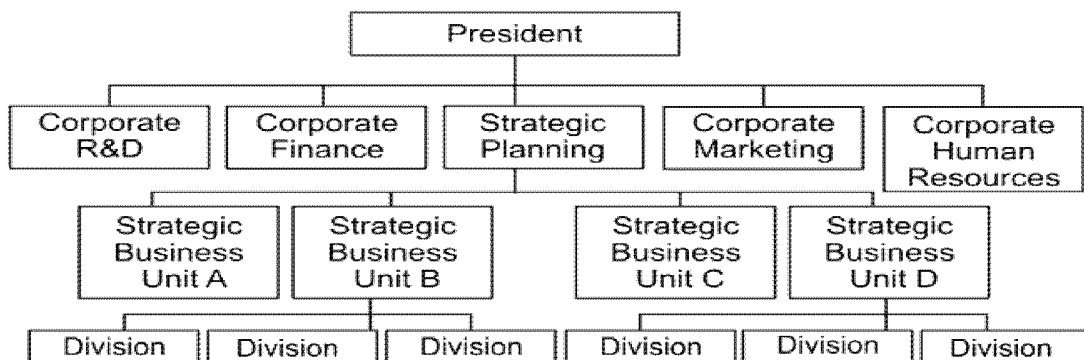 President
Corporate
R&D
Corporate
Finance
Strategic
Planning
Corporate
Marketing
Corporate
Human
Resources
Strategic
Business
Unit A
Strategic
Business
Unit B
Strategic
Business
Unit C
Strategic
Business
Unit D
Division
Division
Division
Division
Division
Division